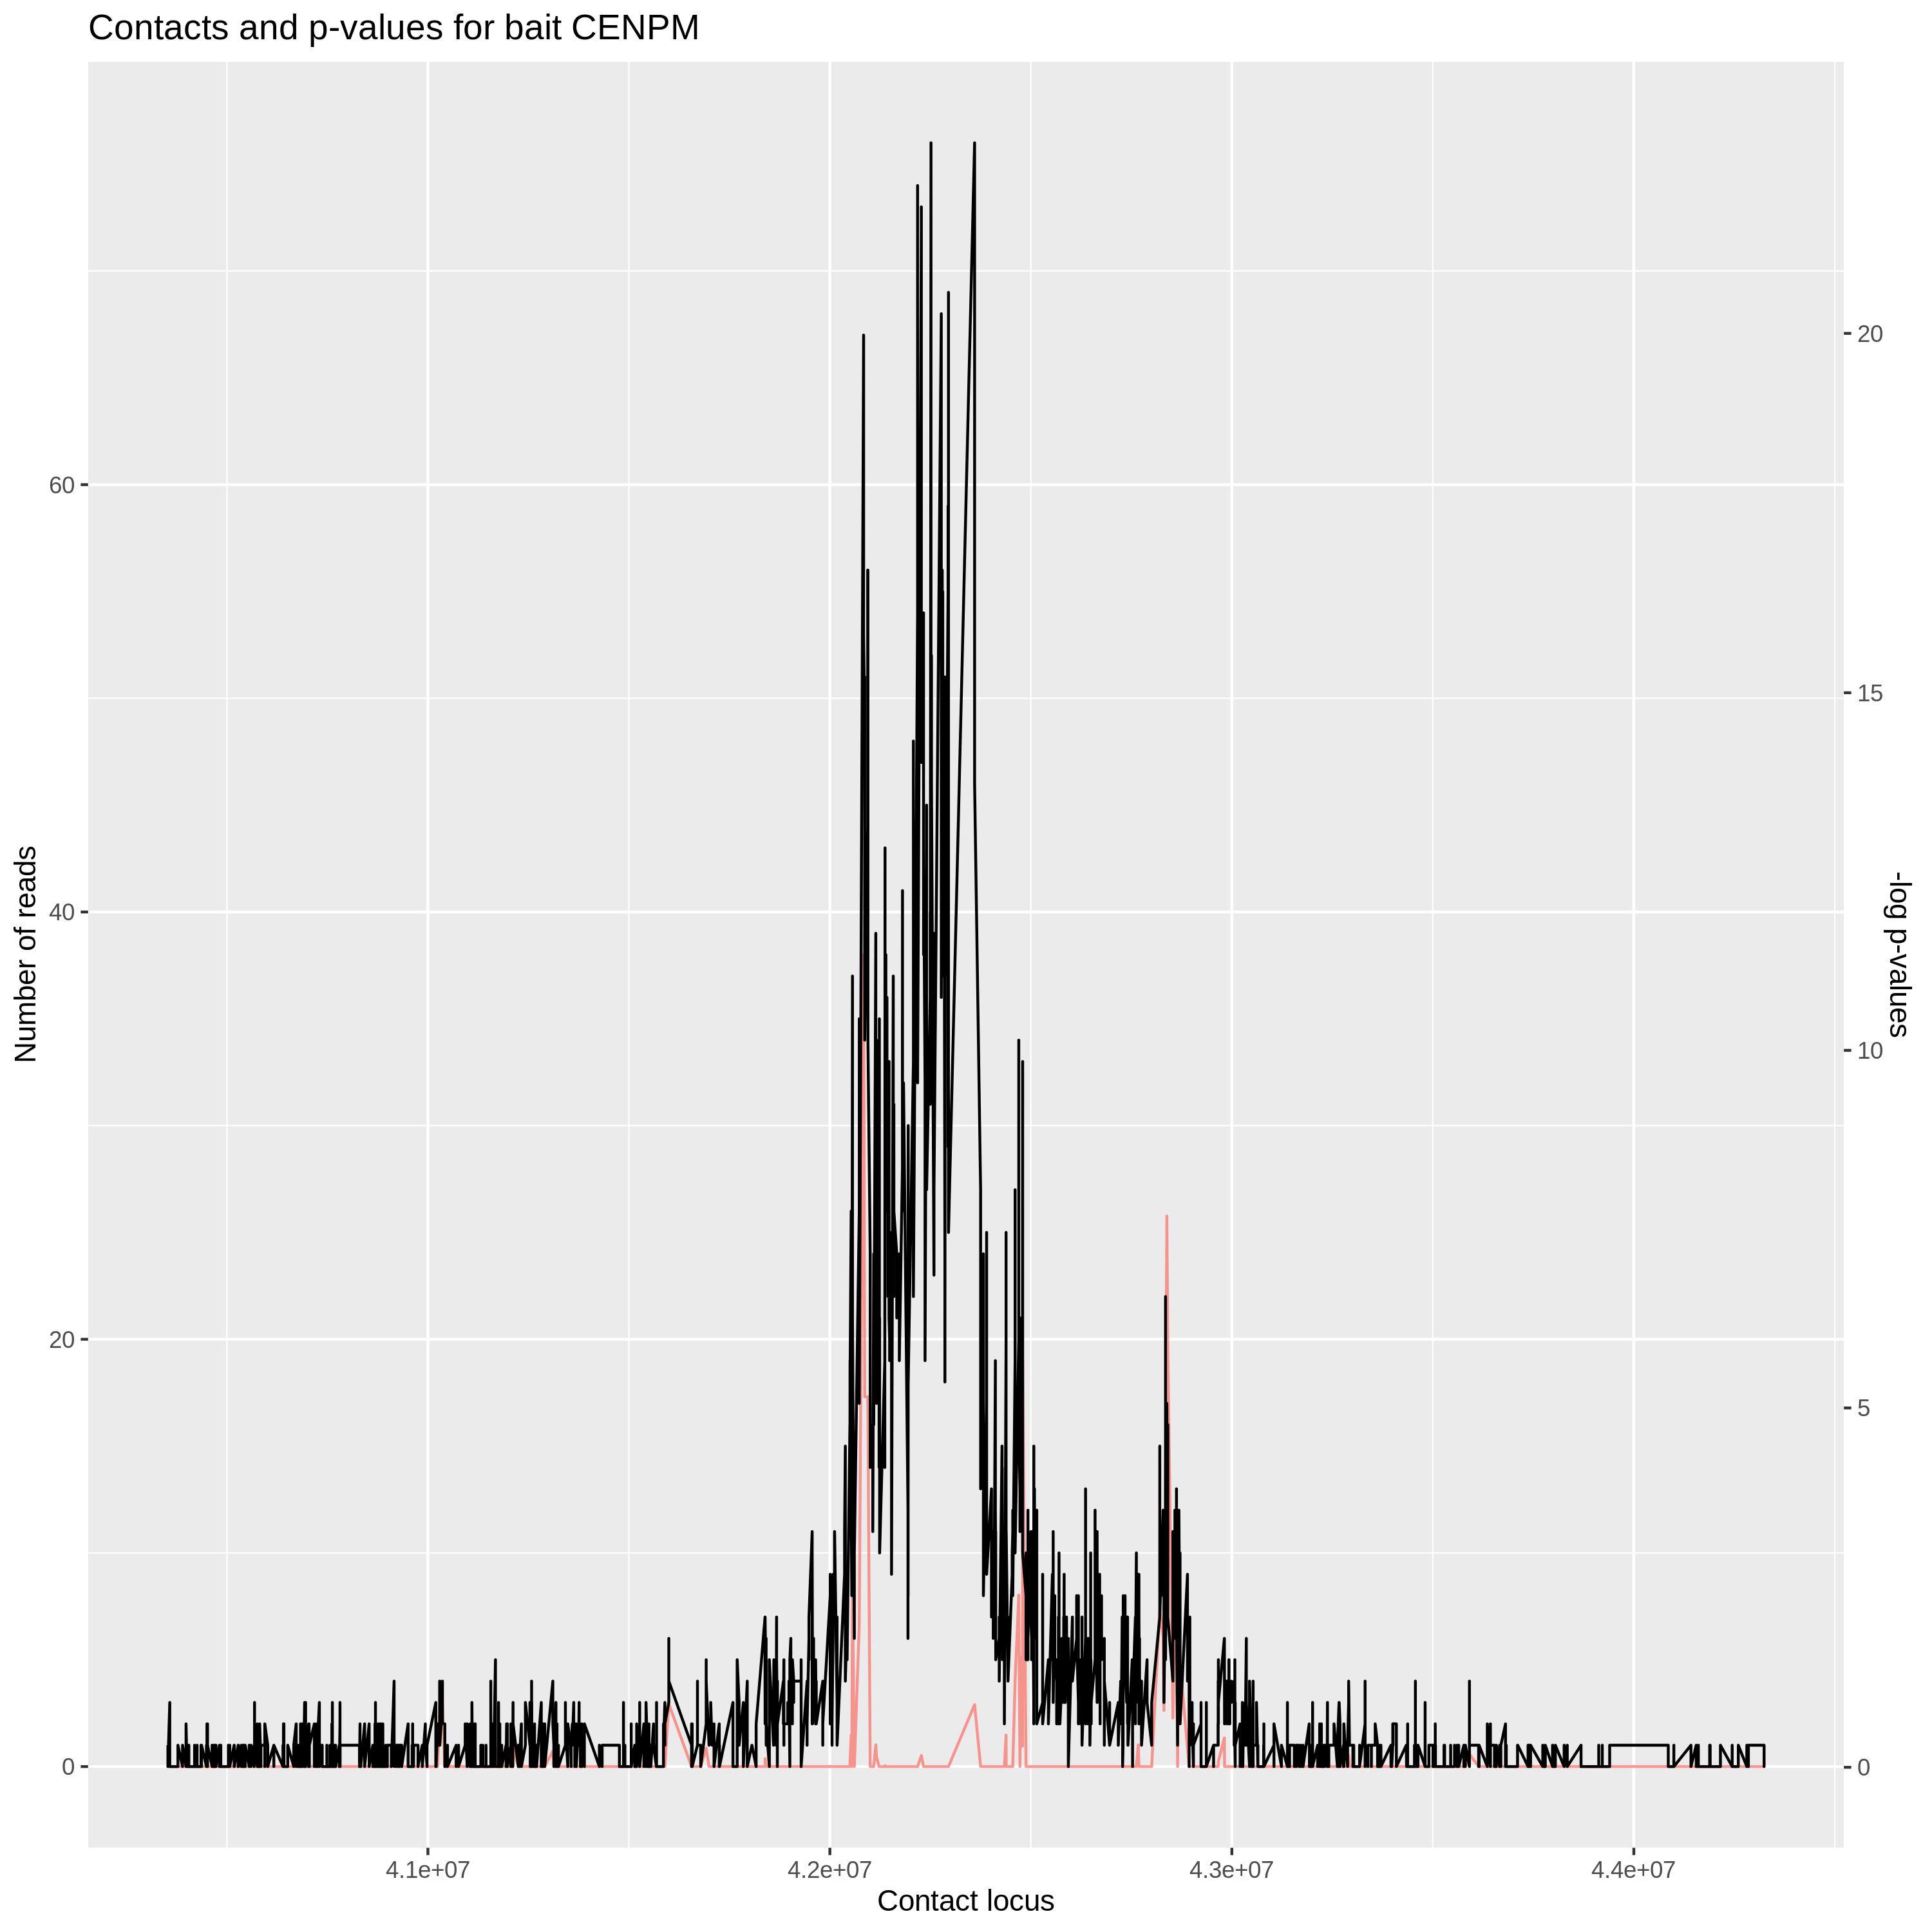 Contacts and p-values for bait CENPM
Number of reads
60
40
20
0
20
15
10
5
0
-log p-values
4.1e+07
4.2e+07
4.3e+07
4.4e+07
Contact locus